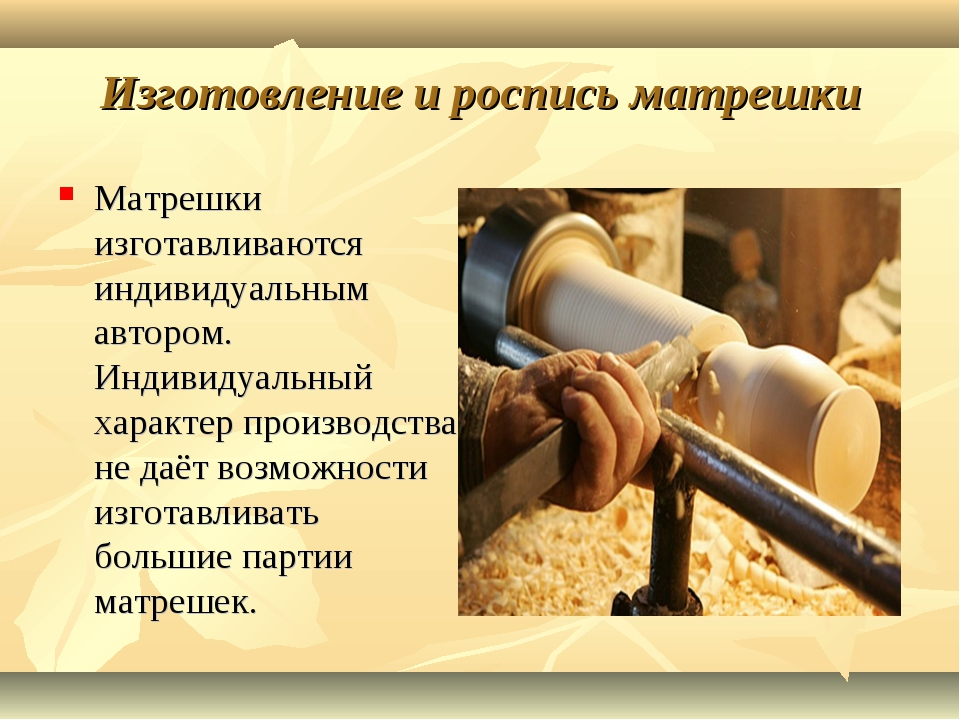 Изготовление и роспись матрешки
Матрешки
изготавливаются
индивидуальным
автором.
Индивидуальный
характер производства
не даёт возможности
изготавливать
большие партии
матрешек.